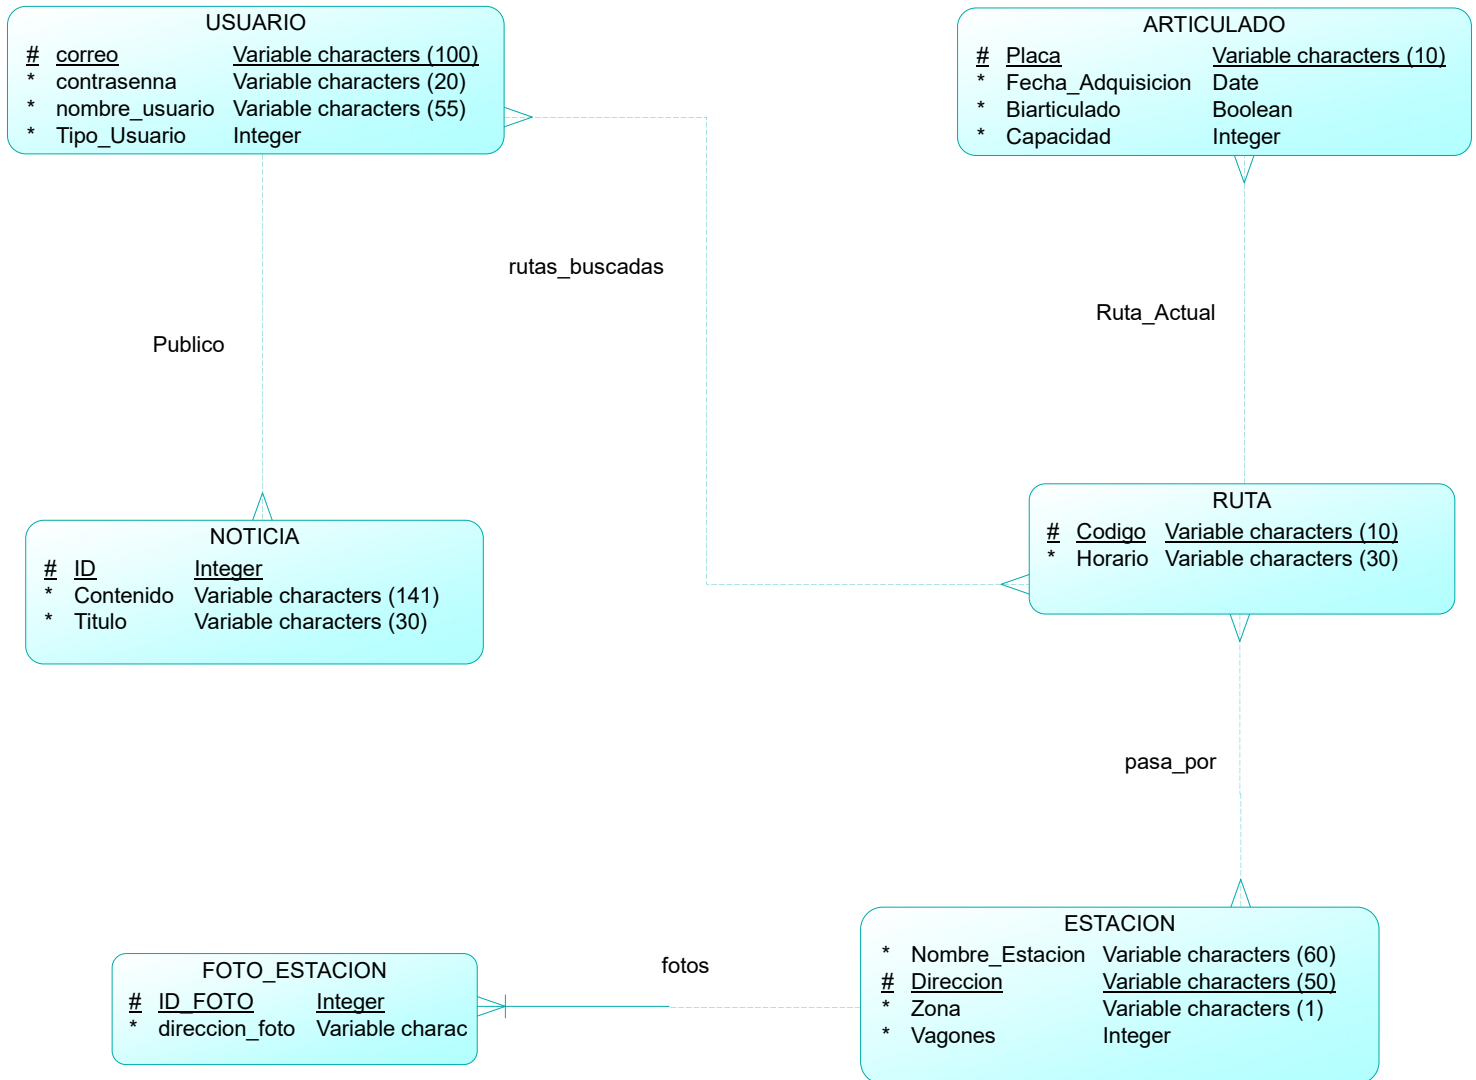 USUARIO
# correo Variable characters (100)
* contrasenna Variable characters (20)
* nombre_usuario Variable characters (55)
* Tipo_Usuario Integer
ARTICULADO
# Placa Variable characters (10)
* Fecha_Adquisicion Date
* Biarticulado Boolean
* Capacidad Integer
rutas_buscadas
Ruta_Actual
Publico
NOTICIA
# ID Integer
* Contenido Variable characters (141)
* Titulo Variable characters (30)
RUTA
# Codigo Variable characters (10)
* Horario Variable characters (30)
pasa_por
ESTACION
* Nombre_Estacion Variable characters (60)
# Direccion Variable characters (50)
* Zona Variable characters (1)
* Vagones Integer
fotos
FOTO_ESTACION
# ID_FOTO Integer
* direccion_foto Variable charac